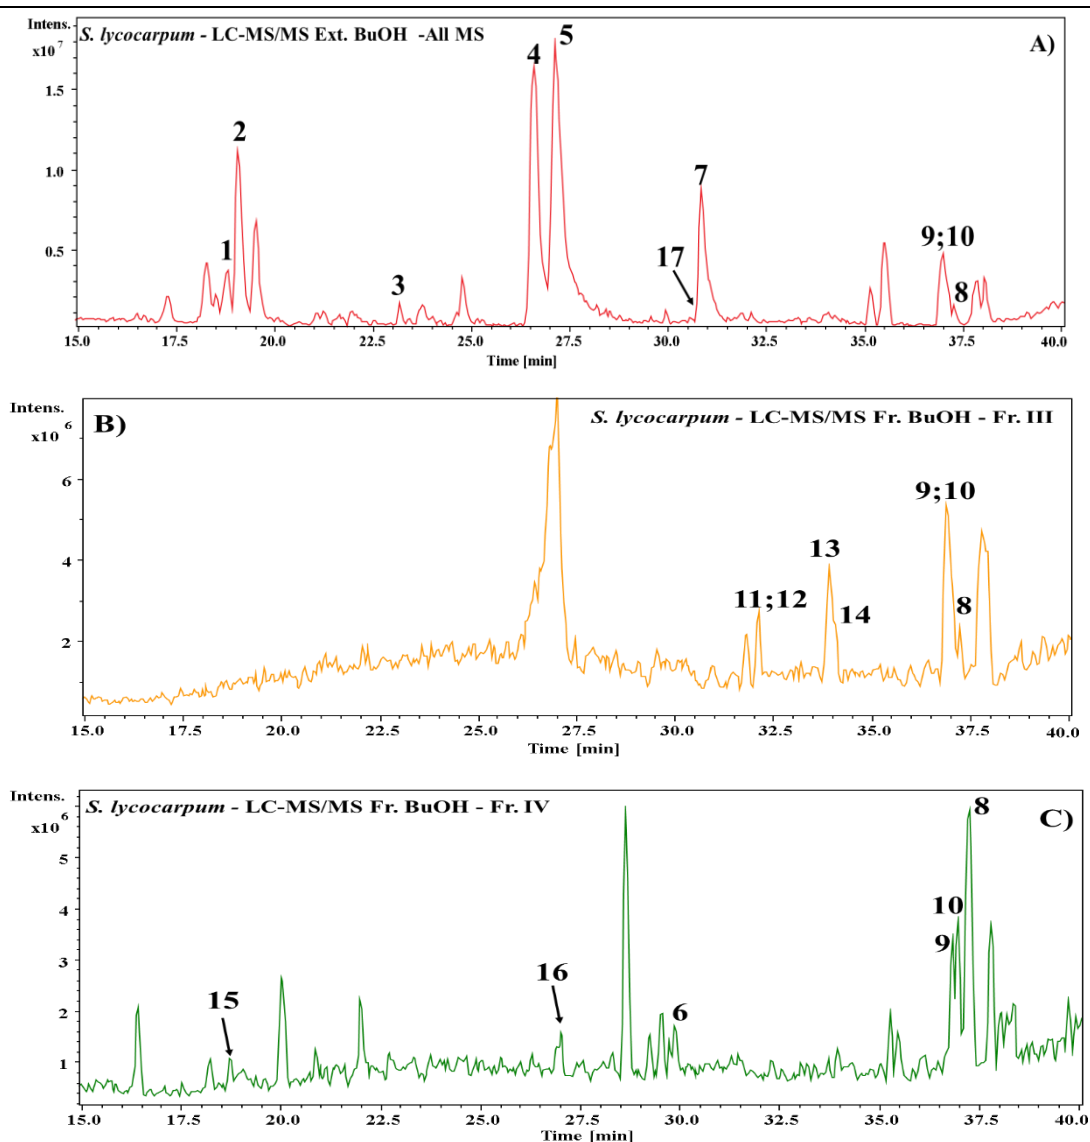 Intens.
x10⁷
S. lycocarpum - LC-MS/MS Ext. BuOH -All MS
A)
4
5
1.5
2
1.0
7
0.5
1
3
17
9;10
8
15.0 17.5 20.0 22.5 25.0 27.5 30.0 32.5 35.0 37.5 40.0
Time [min]
Intens.
x10 ⁶
B)
S. lycocarpum - LC-MS/MS Fr. BuOH - Fr. III
6
9;10
4
13
11;12
14
8
2
15.0 17.5 20.0 22.5 25.0 27.5 30.0 32.5 35.0 37.5 40.0
Time [min]
Intens.
x10⁶
S. lycocarpum - LC-MS/MS Fr. BuOH - Fr. IV
C)
8
5
4
10
9
3
15
16
6
2
1
15.0 17.5 20.0 22.5 25.0 27.5 30.0 32.5 35.0 37.5 40.0
Time [min]